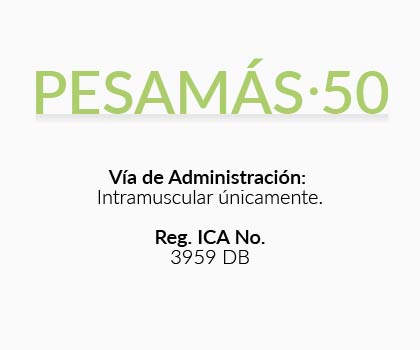 PESAMÁS·50
Vía de Administración:
Intramuscular únicamente.
Reg. ICA No.
3959 DB